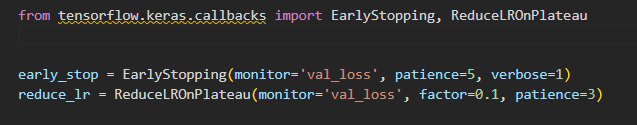 from tensorflow.keras.callbacks import EarlyStopping, ReduceLROnPlateau
early_stop = EarlyStopping(monitor='val_loss', patience=5, verbose=1)
reduce_lr = ReduceLROnPlateau(monitor='val_loss', factor=0.1, patience=3)